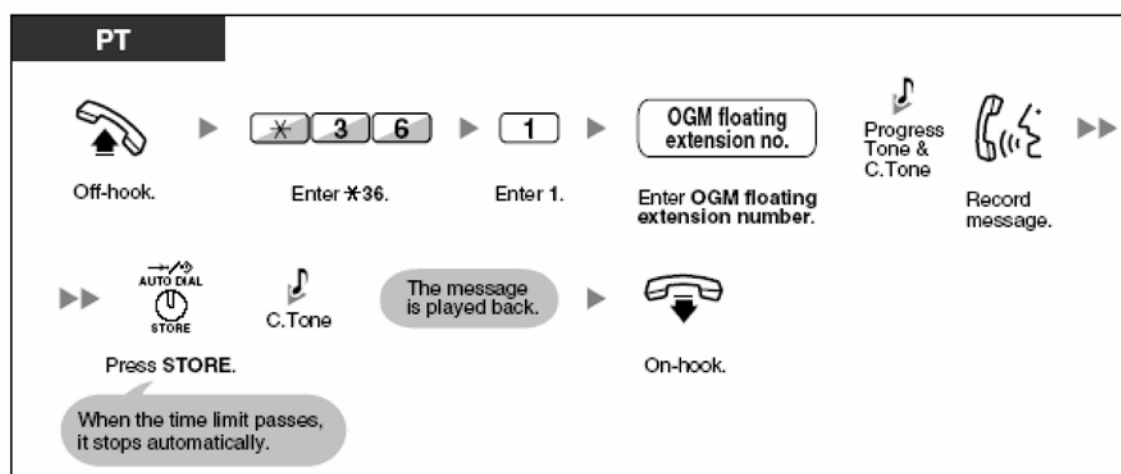 PT
* 3 6
1
OGM floating
extension no.
Progress
Tone &
C.Tone
Off-hook.
Enter *36.
Enter 1.
Enter OGM floating
extension number.
Record
message.
AUTO DIAL
STORE
C.Tone
The message
is played back.
Press STORE.
On-hook.
When the time limit passes,
it stops automatically.